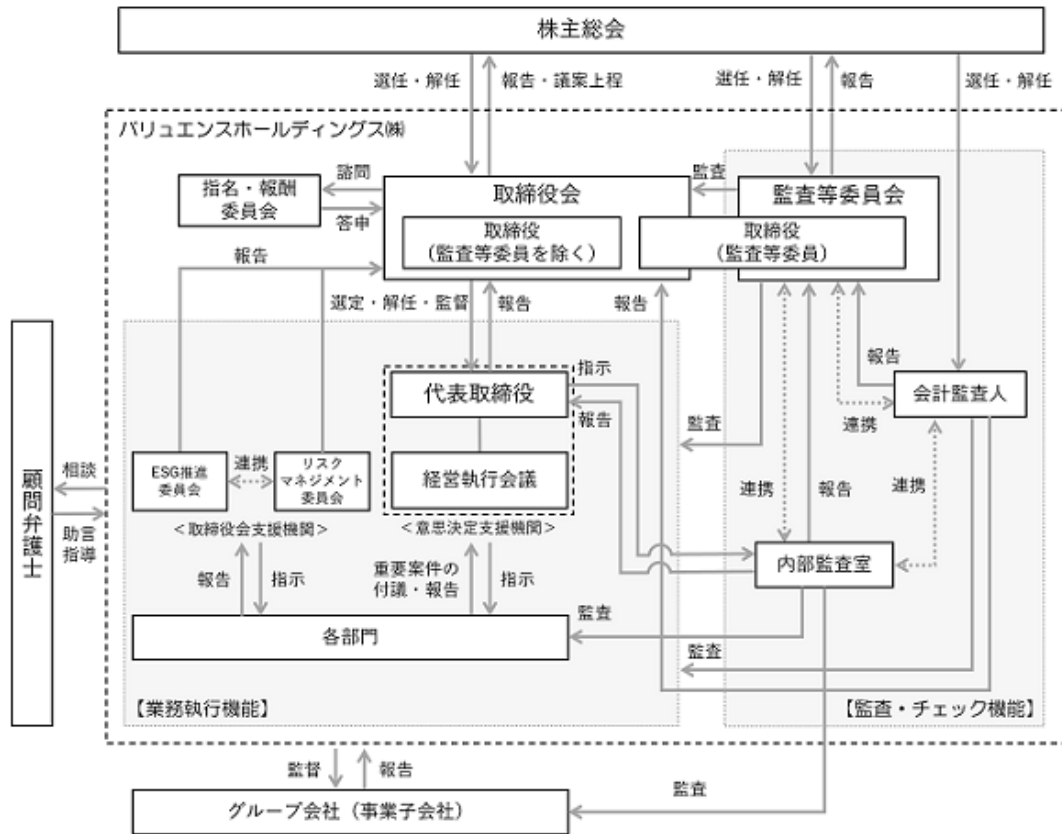 株主総会
選任・解任
報告・議案上程
選任・解任
報告
選任・解任
バリュエンスホールディングス㈱
指名・報酬
委員会
諮問
答申
取締役会
取締役
(監査等委員を除く)
監査
監査等委員会
取締役
(監査等委員)
報告
選定・解任・監督
報告
報告
代表取締役
指示
報告
経営執行会議
<意思決定支援機関>
監査
報告
連携
会計監査人
連携
報告
連携
顧問弁護士
相談
助言
指導
ESG推進
委員会
連携
リスク
マネジメント
委員会
<取締役会支援機関>
報告
指示
重要案件の
付議・報告
指示
内部監査室
各部門
監査
監査
【業務執行機能】
【監査・チェック機能】
監督
報告
グループ会社(事業子会社)
監査